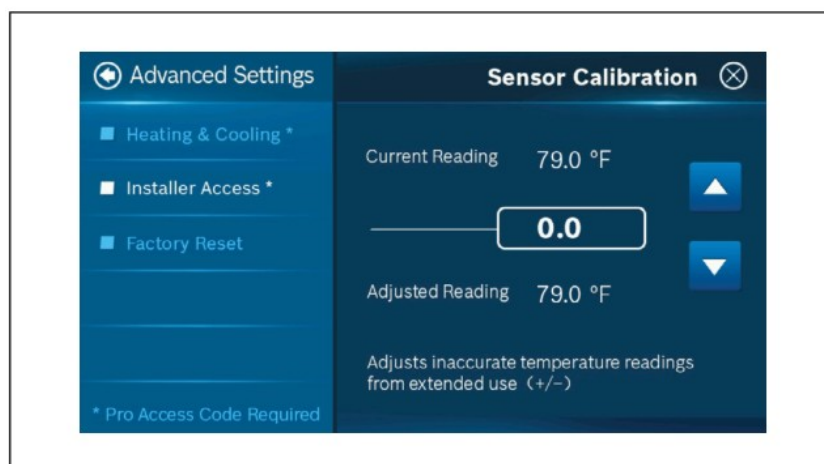 Advanced Settings
Heating & Cooling *
Installer Access *
Factory Reset
* Pro Access Code Required
Sensor Calibration
Current Reading 79.0 °F
0.0
Adjusted Reading 79.0 °F
Adjusts inaccurate temperature readings
from extended use (+/-)